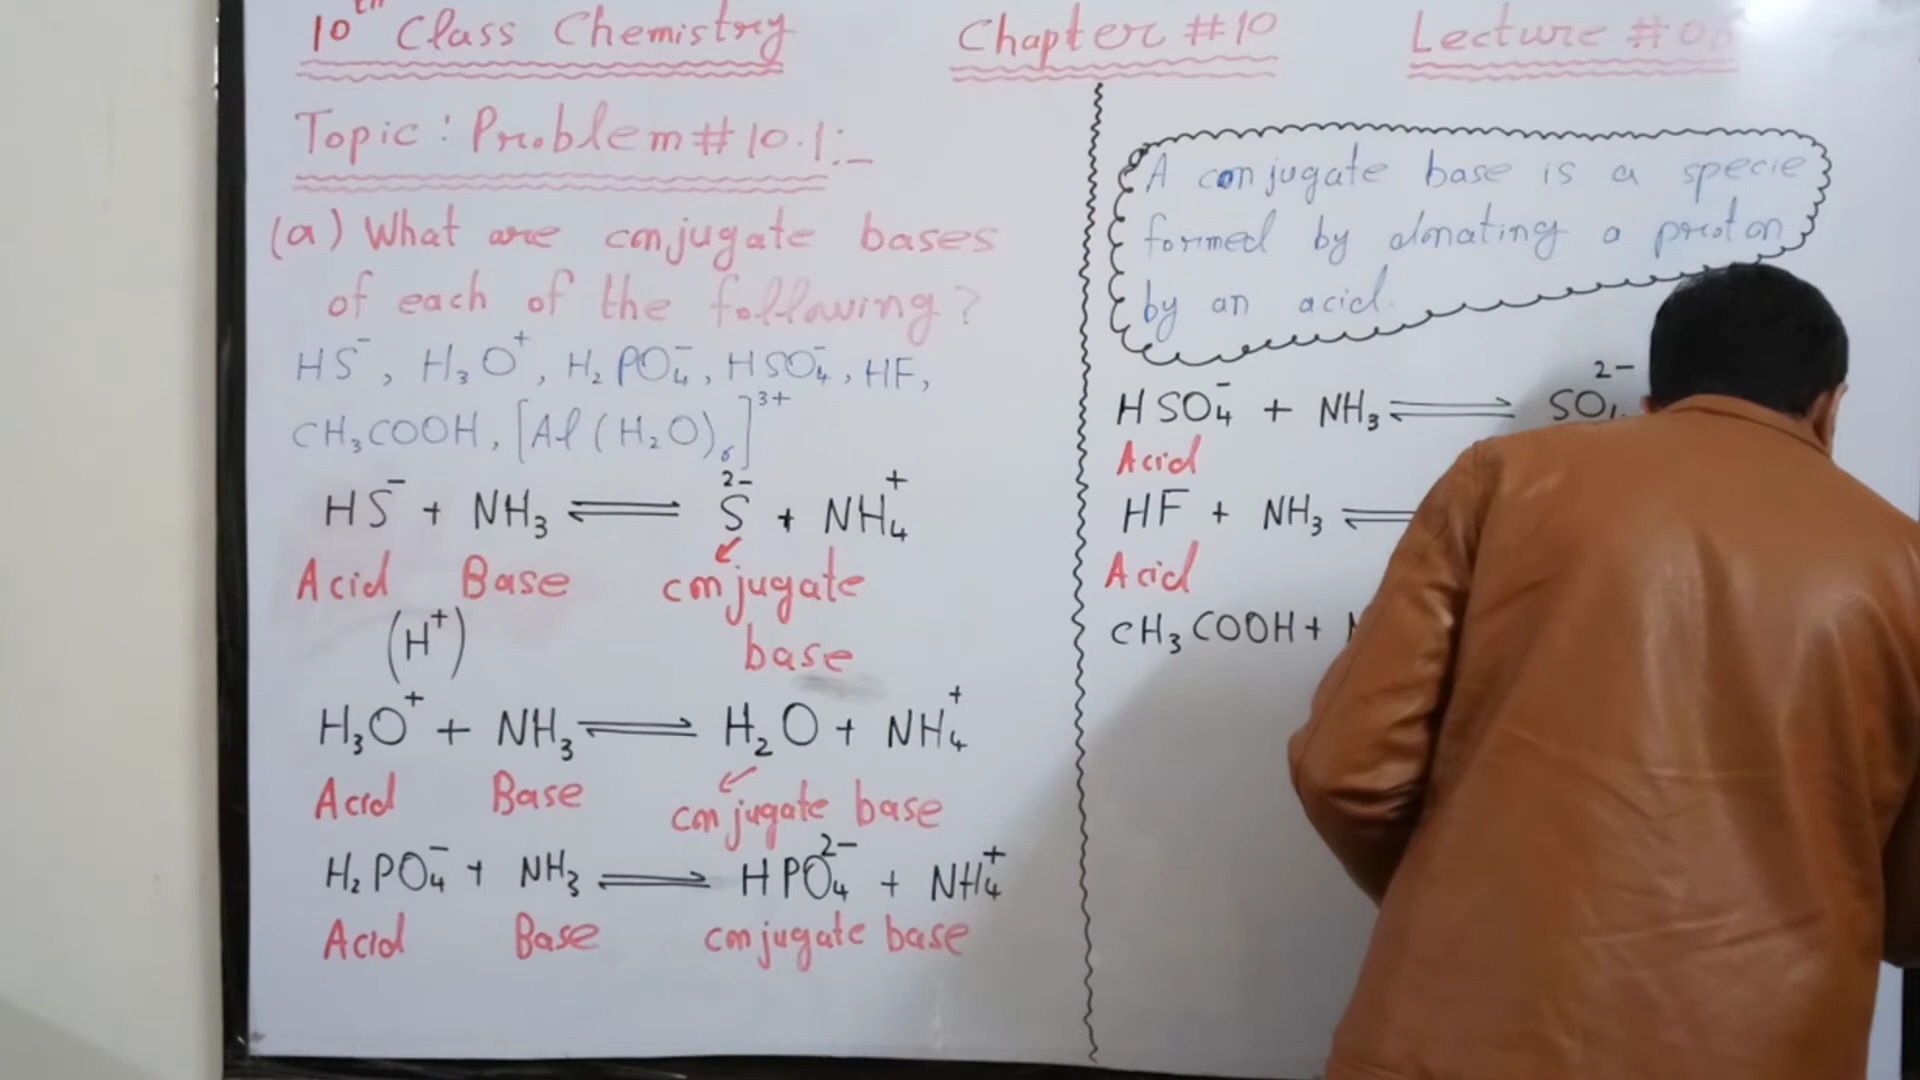 10th Class Chemistry
Chapter #10
Lecture #0
Topic : Problem # 10.1:-
(a) What are conjugate bases
of each of the following?
HS⁻, H₃O⁺, H₂PO₄⁻, HSO₄⁻, HF,
CH₃COOH, [Al(H₂O)₆]³⁺
HS⁻ + NH₃ ⇌ S²⁻ + NH₄⁺
Acid Base conjugate
(H⁺) base
H₃O⁺ + NH₃ ⇌ H₂O + NH₄⁺
Acid Base conjugate base
H₂PO₄⁻ + NH₃ ⇌ HPO₄²⁻ + NH₄⁺
Acid Base conjugate base
A conjugate base is a specie
formed by donating a proton
by an acid.
HSO₄⁻ + NH₃ ⇌ SO₄²⁻
Acid
HF + NH₃ ⇌
Acid
CH₃COOH +